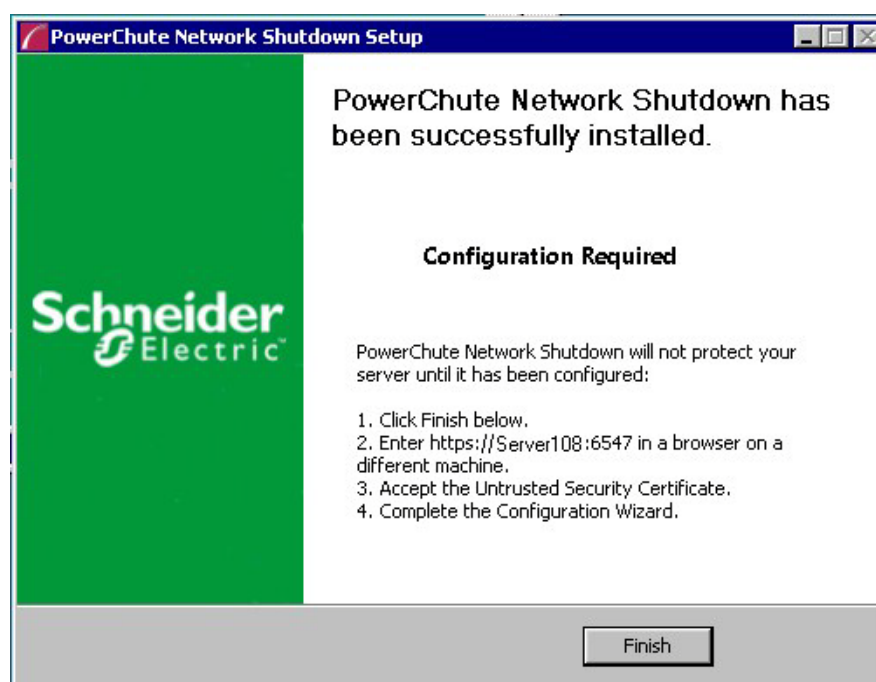 PowerChute Network Shutdown Setup
PowerChute Network Shutdown has
been successfully installed.
Configuration Required
Schneider
Electric™
PowerChute Network Shutdown will not protect your
server until it has been configured:
1. Click Finish below.
2. Enter https://Server108:6547 in a browser on a
different machine.
3. Accept the Untrusted Security Certificate.
4. Complete the Configuration Wizard.
Finish